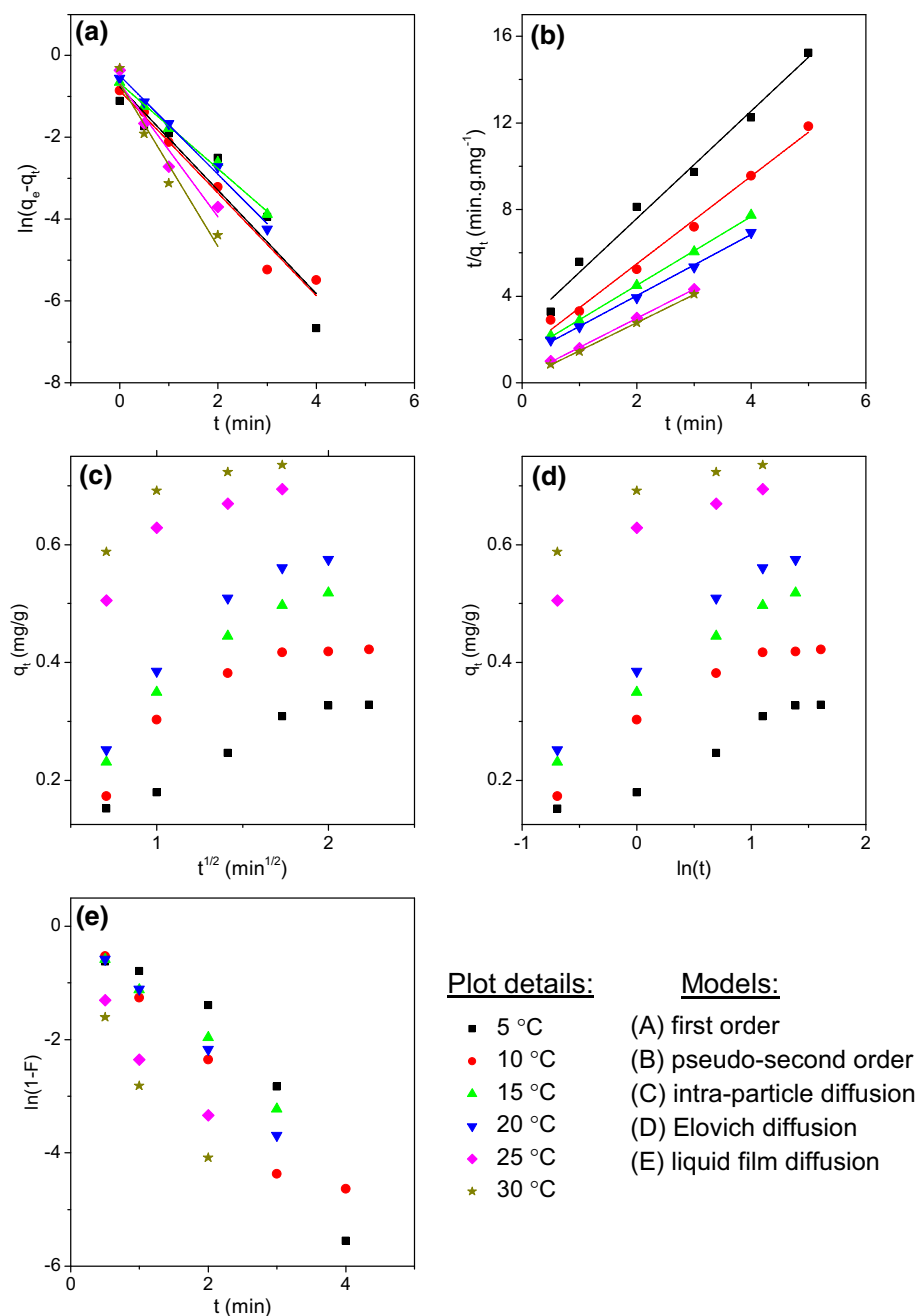 (a)
0
-2
-4
-6
-8
0 2 4 6
ln(qₑ-qₜ)
t (min)
(b)
16
12
8
4
0
0 2 4 6
t/qₜ (min.g.mg⁻¹)
t (min)
(c)
0.6
0.4
0.2
1 2
qₜ (mg/g)
t¹/² (min¹/²)
(d)
0.6
0.4
0.2
-1 0 1 2
qₜ (mg/g)
ln(t)
(e)
0
-2
-4
-6
0 2 4
ln(1-F)
t (min)
Plot details:
5 °C
10 °C
15 °C
20 °C
25 °C
30 °C
Models:
(A) first order
(B) pseudo-second order
(C) intra-particle diffusion
(D) Elovich diffusion
(E) liquid film diffusion